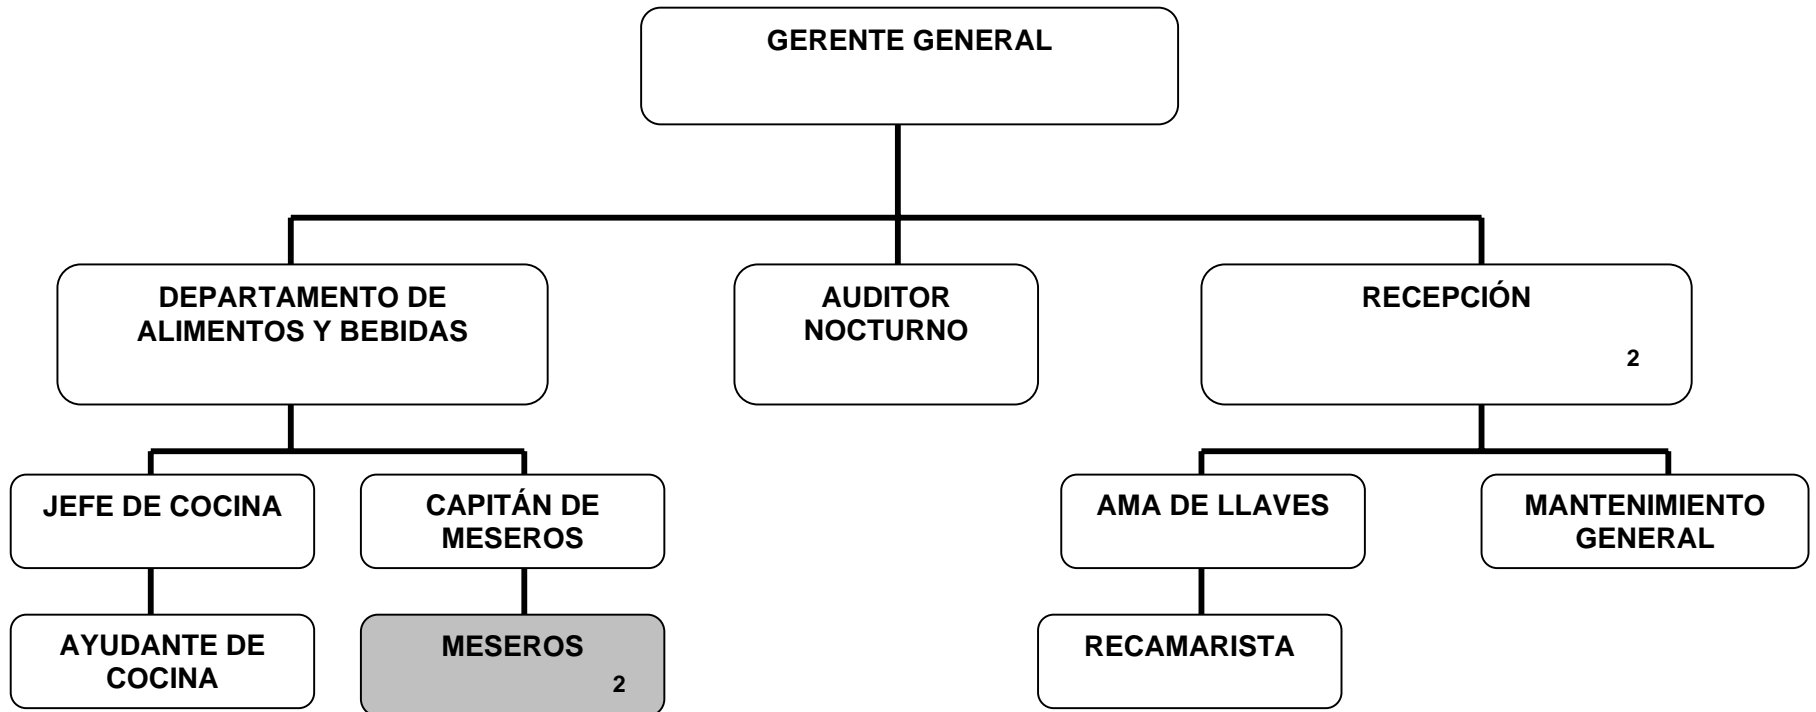 GERENTE GENERAL
DEPARTAMENTO DE
ALIMENTOS Y BEBIDAS
AUDITOR
NOCTURNO
RECEPCIÓN
2
JEFE DE COCINA
CAPITÁN DE
MESEROS
AMA DE LLAVES
MANTENIMIENTO
GENERAL
AYUDANTE DE
COCINA
MESEROS
2
RECAMARISTA